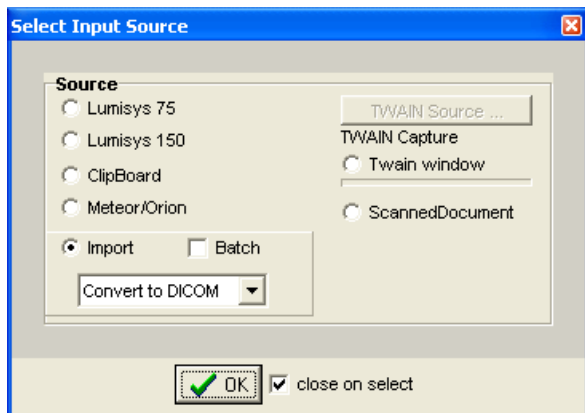 Select Input Source
Source
Lumisys 75
Lumisys 150
ClipBoard
Meteor/Orion
Import Batch
Convert to DICOM
TWAIN Source ...
TWAIN Capture
Twain window
ScannedDocument
OK close on select